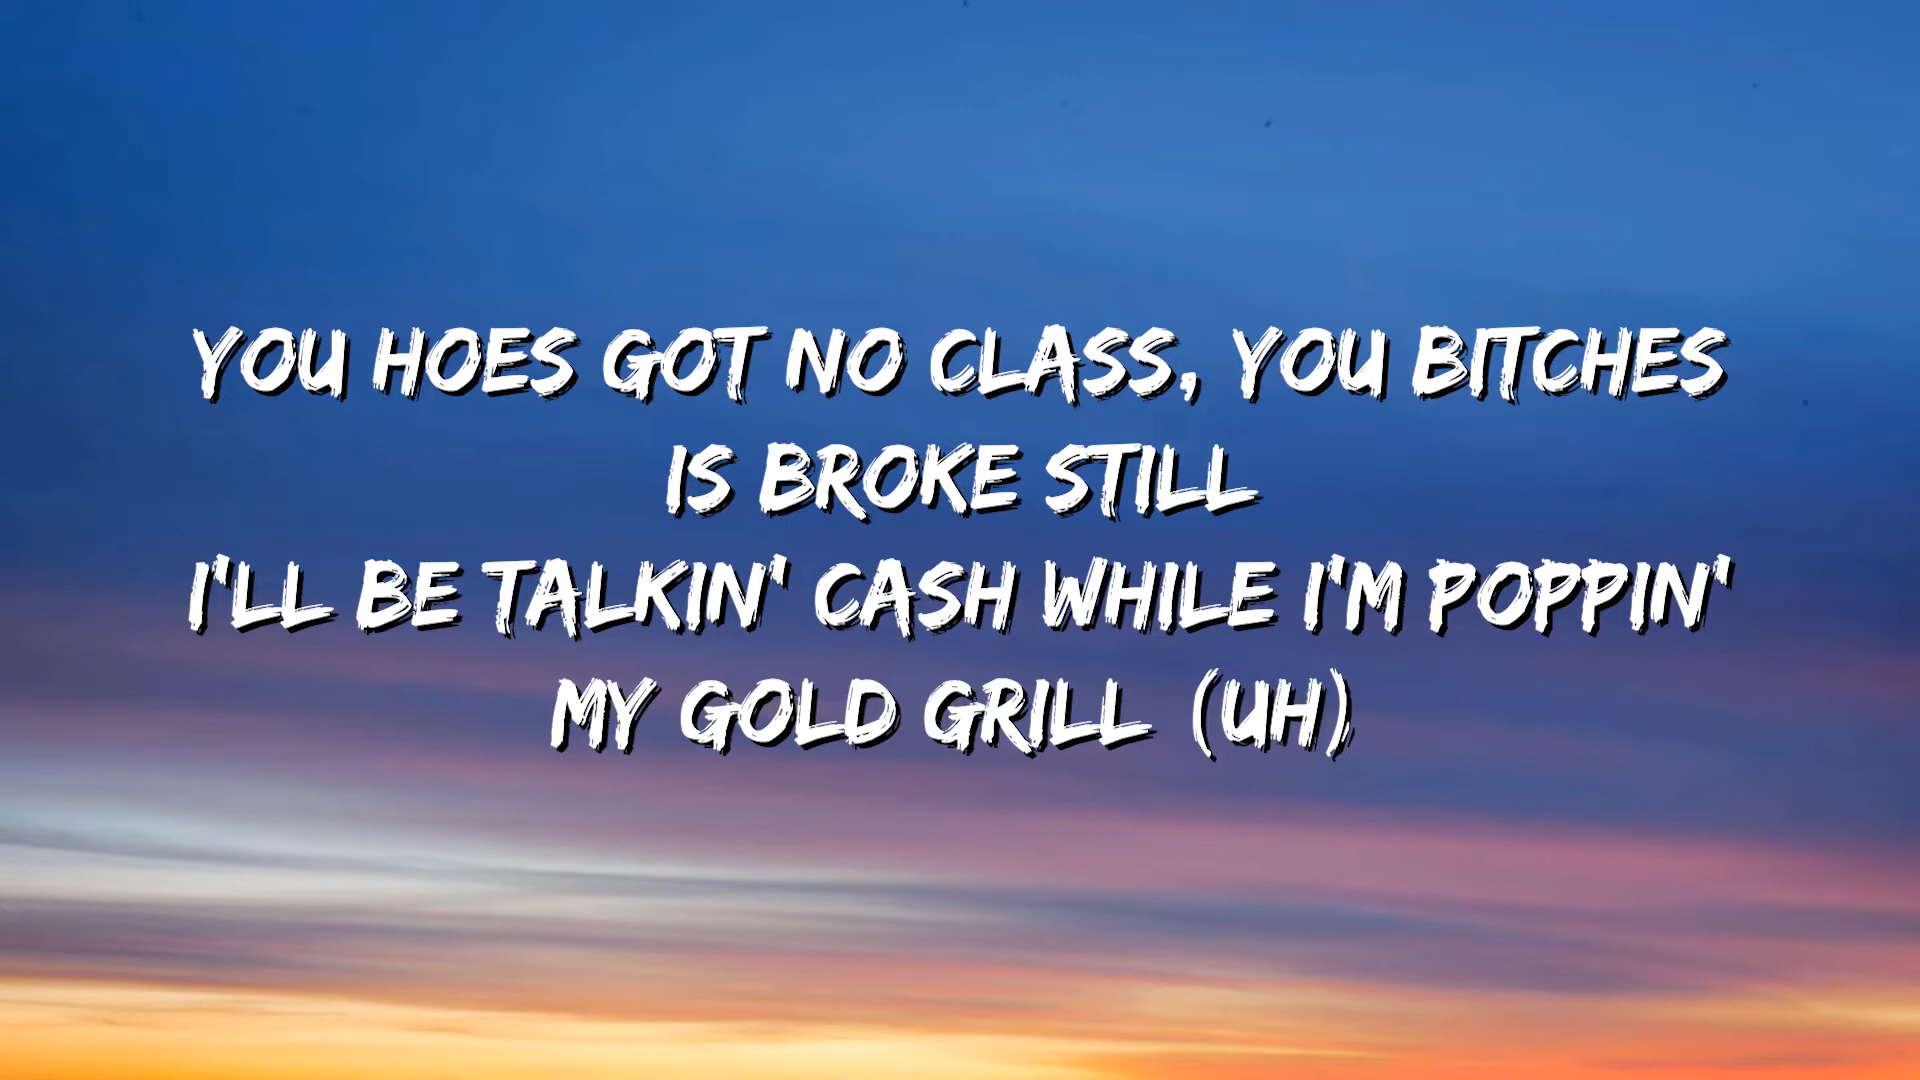 YOU HOES GOT NO CLASS, YOU BITCHES
IS BROKE STILL
I'LL BE TALKIN' CASH WHILE I'M POPPIN'
MY GOLD GRILL (UH)